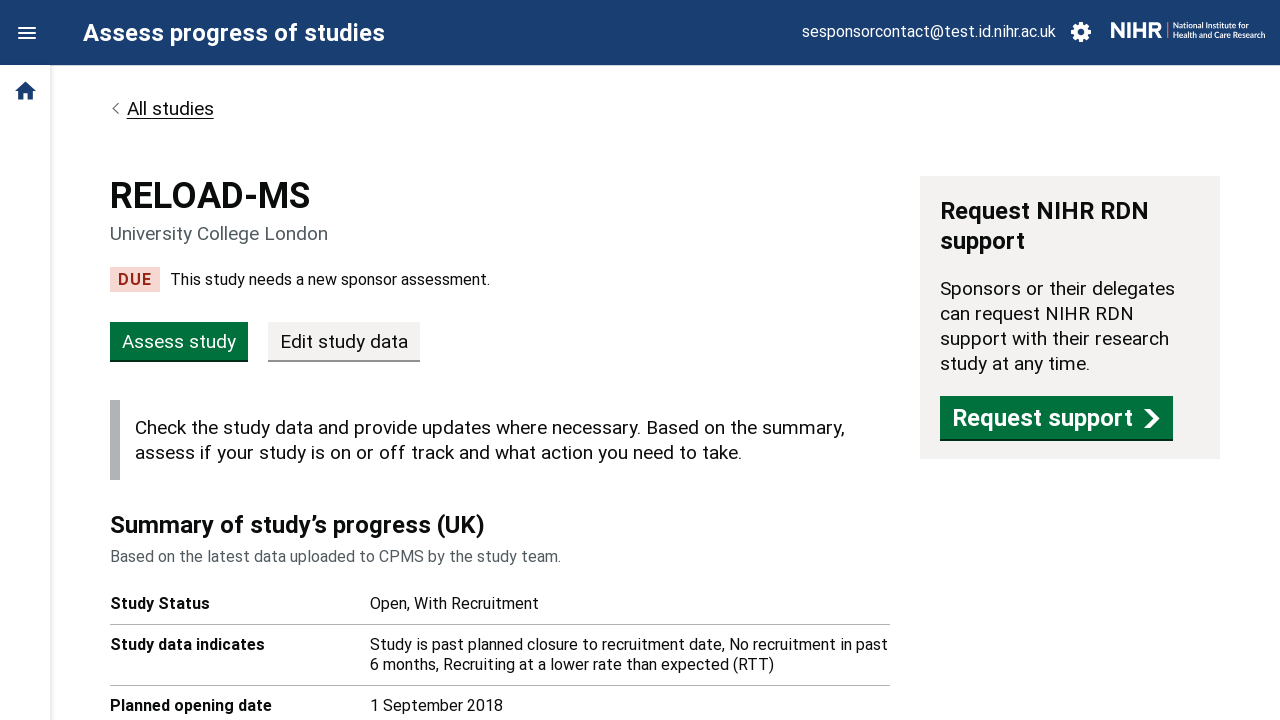 Assess progress of studies
sesponsorcontact@test.id.nihr.ac.uk
NIHR
National Institute for
Health and Care Research
All studies
RELOAD-MS
University College London
DUE This study needs a new sponsor assessment.
Assess study
Edit study data
Check the study data and provide updates where necessary. Based on the summary,
assess if your study is on or off track and what action you need to take.
Summary of study’s progress (UK)
Based on the latest data uploaded to CPMS by the study team.
Study Status Open, With Recruitment
Study data indicates Study is past planned closure to recruitment date, No recruitment in past
6 months, Recruiting at a lower rate than expected (RTT)
Planned opening date 1 September 2018
Request NIHR RDN
support
Sponsors or their delegates
can request NIHR RDN
support with their research
study at any time.
Request support